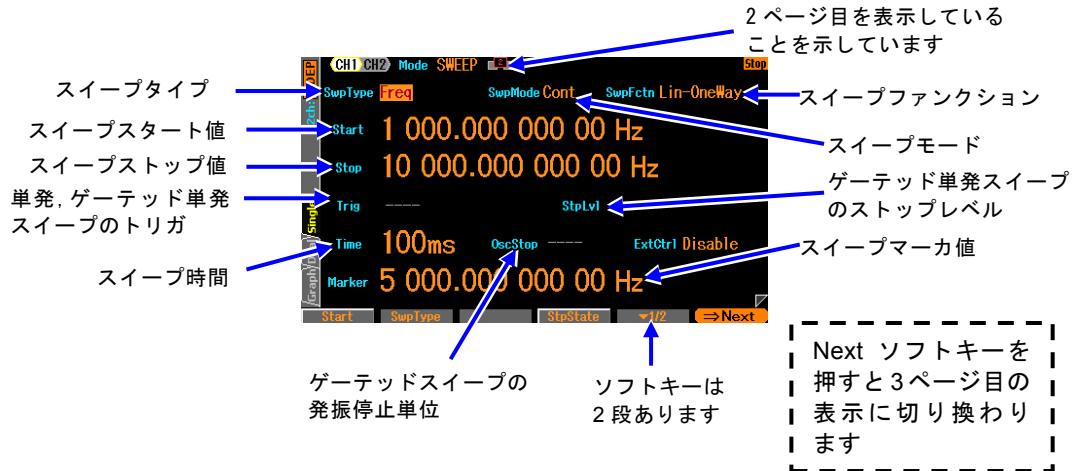 2 ページ目を表示している
ことを示しています
CH1 CH2 Mode SWEEP 2 Stop
スイープタイプ
SwpType Freq SwpMode Cont SwpFctn Lin-OneWay
スイープファンクション
スイープスタート値
Start 1 000.000 000 00 Hz
スイープモード
スイープストップ値
Stop 10 000.000 000 00 Hz
単発, ゲーテッド単発
スイープのトリガ
Trig ---- StpLvl
ゲーテッド単発スイープ
のストップレベル
Single
Time 100ms OscStop ---- ExtCtrl Disable
スイープマーカ値
スイープ時間
Marker 5 000.000 000 00 Hz
Start SwpType StpState ▼1/2 ⇒Next
ゲーテッドスイープの
発振停止単位
ソフトキーは
2 段あります
Next ソフトキーを
押すと 3 ページ目の
表示に切り換わり
ます